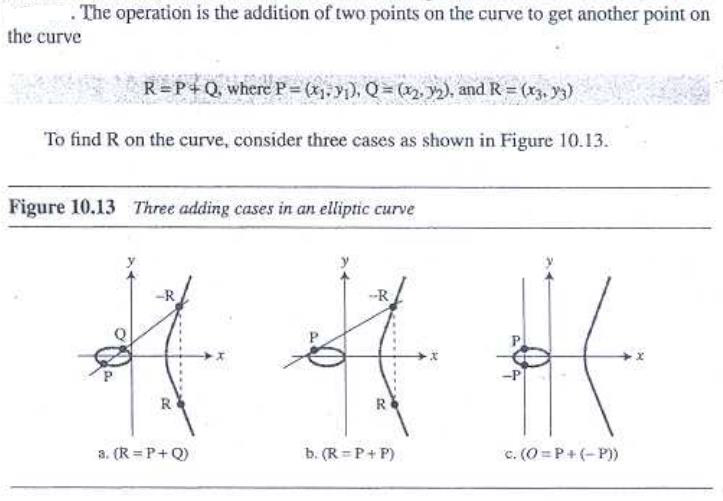 . The operation is the addition of two points on the curve to get another point on
the curve
R = P + Q, where P = (x₁, y₁), Q = (x₂, y₂), and R = (x₃, y₃)
To find R on the curve, consider three cases as shown in Figure 10.13.
Figure 10.13 Three adding cases in an elliptic curve
y
-R
Q
x
P
R
a. (R = P + Q)
y
-R
P
x
R
b. (R = P + P)
y
P
x
-P
c. (O = P + (– P))